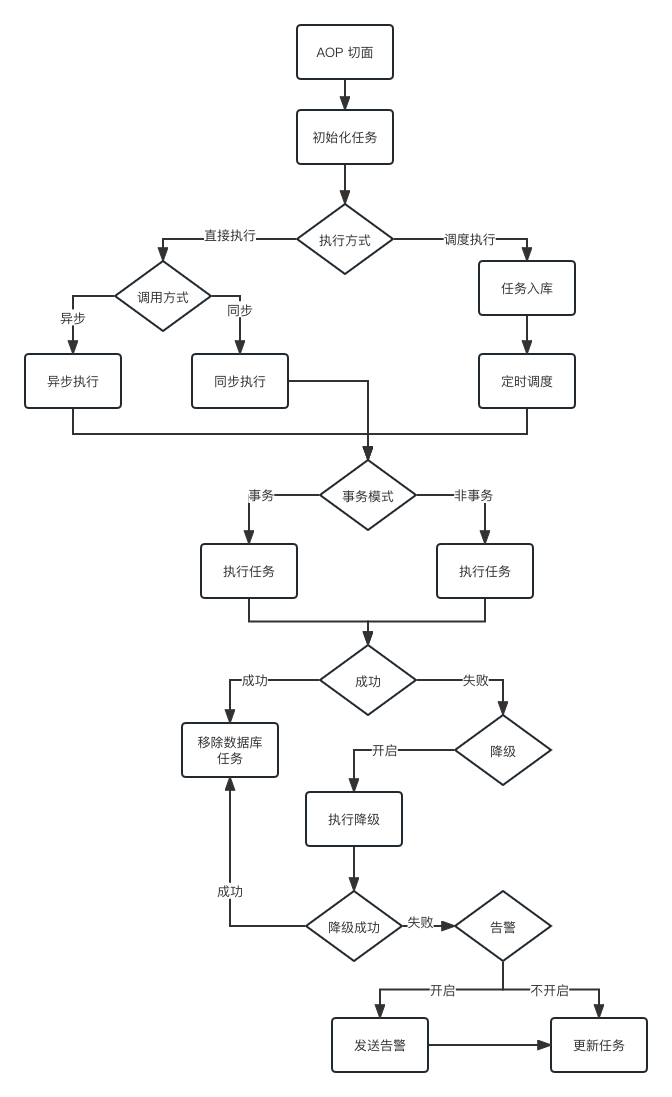 AOP 切面
初始化任务
执行方式
直接执行
调度执行
调用方式
任务入库
异步
同步
异步执行
同步执行
定时调度
事务模式
事务
非事务
执行任务
执行任务
成功
成功
失败
移除数据库
任务
降级
开启
执行降级
成功
降级成功
失败
告警
开启
不开启
发送告警
更新任务